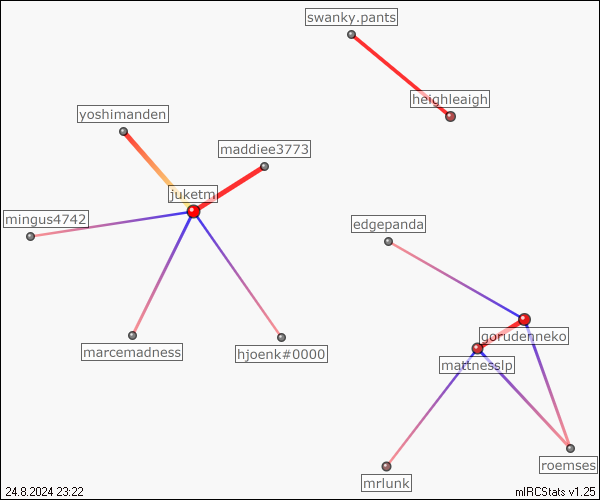 swanky.pants
heighleaigh
yoshimanden
maddiee3773
juketm
mingus4742
edgepanda
gorudenneko
marcemadness
hjoenk#0000
mattnesslp
roemses
mrlunk
24.8.2024 23:22
mIRCStats v1.25